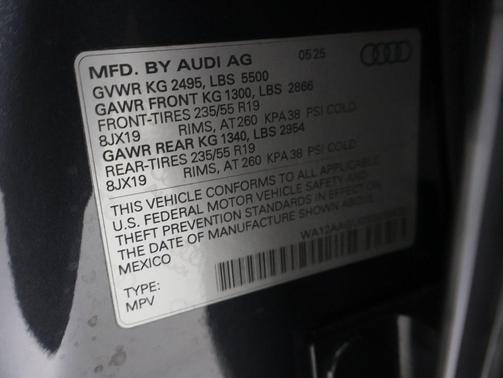 MFD. BY AUDI AG 05 25
GVWR KG 2495, LBS 5500
GAWR FRONT KG 1300, LBS 2866
FRONT-TIRES 235/55 R19
8JX19 RIMS, AT 260 KPA 38 PSI COLD
GAWR REAR KG 1340, LBS 2954
REAR-TIRES 235/55 R19
8JX19 RIMS, AT 260 KPA 38 PSI COLD
THIS VEHICLE CONFORMS TO ALL APPLICABLE
U.S. FEDERAL MOTOR VEHICLE SAFETY AND
THEFT PREVENTION STANDARDS IN EFFECT ON
THE DATE OF MANUFACTURE SHOWN ABOVE.
MEXICO
TYPE:
MPV